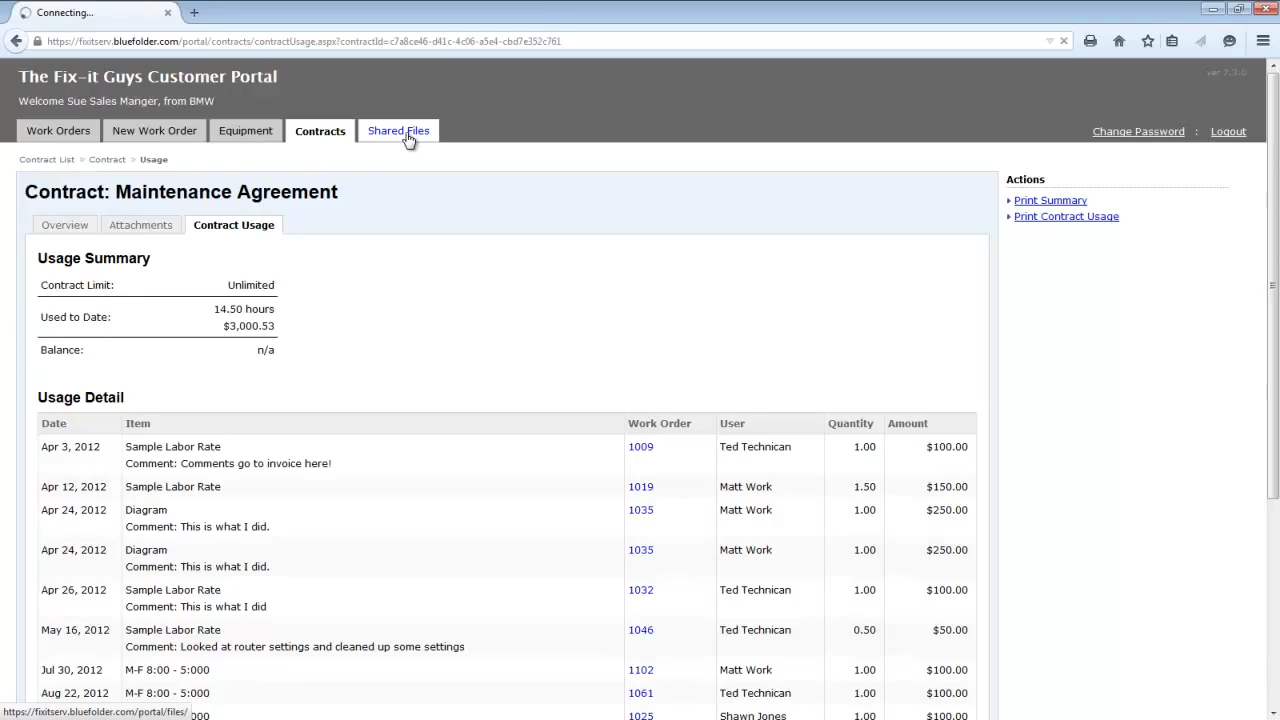 Connecting...
https://fixitserv.bluefolder.com/portal/contracts/contractUsage.aspx?contractId=c7a8ce46-d41c-4c06-a5e4-cbd7e352c761
The Fix-it Guys Customer Portal
ver 7.3.0
Welcome Sue Sales Manger, from BMW
Work Orders New Work Order Equipment Contracts Shared Files
Change Password : Logout
Contract List » Contract » Usage
Actions
Print Summary
Print Contract Usage
Contract: Maintenance Agreement
Overview Attachments Contract Usage
Usage Summary
Contract Limit: Unlimited
Used to Date: 14.50 hours
$3,000.53
Balance: n/a
Usage Detail
Date Item Work Order User Quantity Amount
Apr 3, 2012 Sample Labor Rate 1009 Ted Technican 1.00 $100.00
Comment: Comments go to invoice here!
Apr 12, 2012 Sample Labor Rate 1019 Matt Work 1.50 $150.00
Apr 24, 2012 Diagram 1035 Matt Work 1.00 $250.00
Comment: This is what I did.
Apr 24, 2012 Diagram 1035 Matt Work 1.00 $250.00
Comment: This is what I did.
Apr 26, 2012 Sample Labor Rate 1032 Ted Technican 1.00 $100.00
Comment: This is what I did
May 16, 2012 Sample Labor Rate 1046 Ted Technican 0.50 $50.00
Comment: Looked at router settings and cleaned up some settings
Jul 30, 2012 M-F 8:00 - 5:000 1102 Matt Work 1.00 $100.00
Aug 22, 2012 M-F 8:00 - 5:000 1061 Ted Technican 1.00 $100.00
000 1025 Shawn Jones 1.00 $100.00
https://fixitserv.bluefolder.com/portal/files/